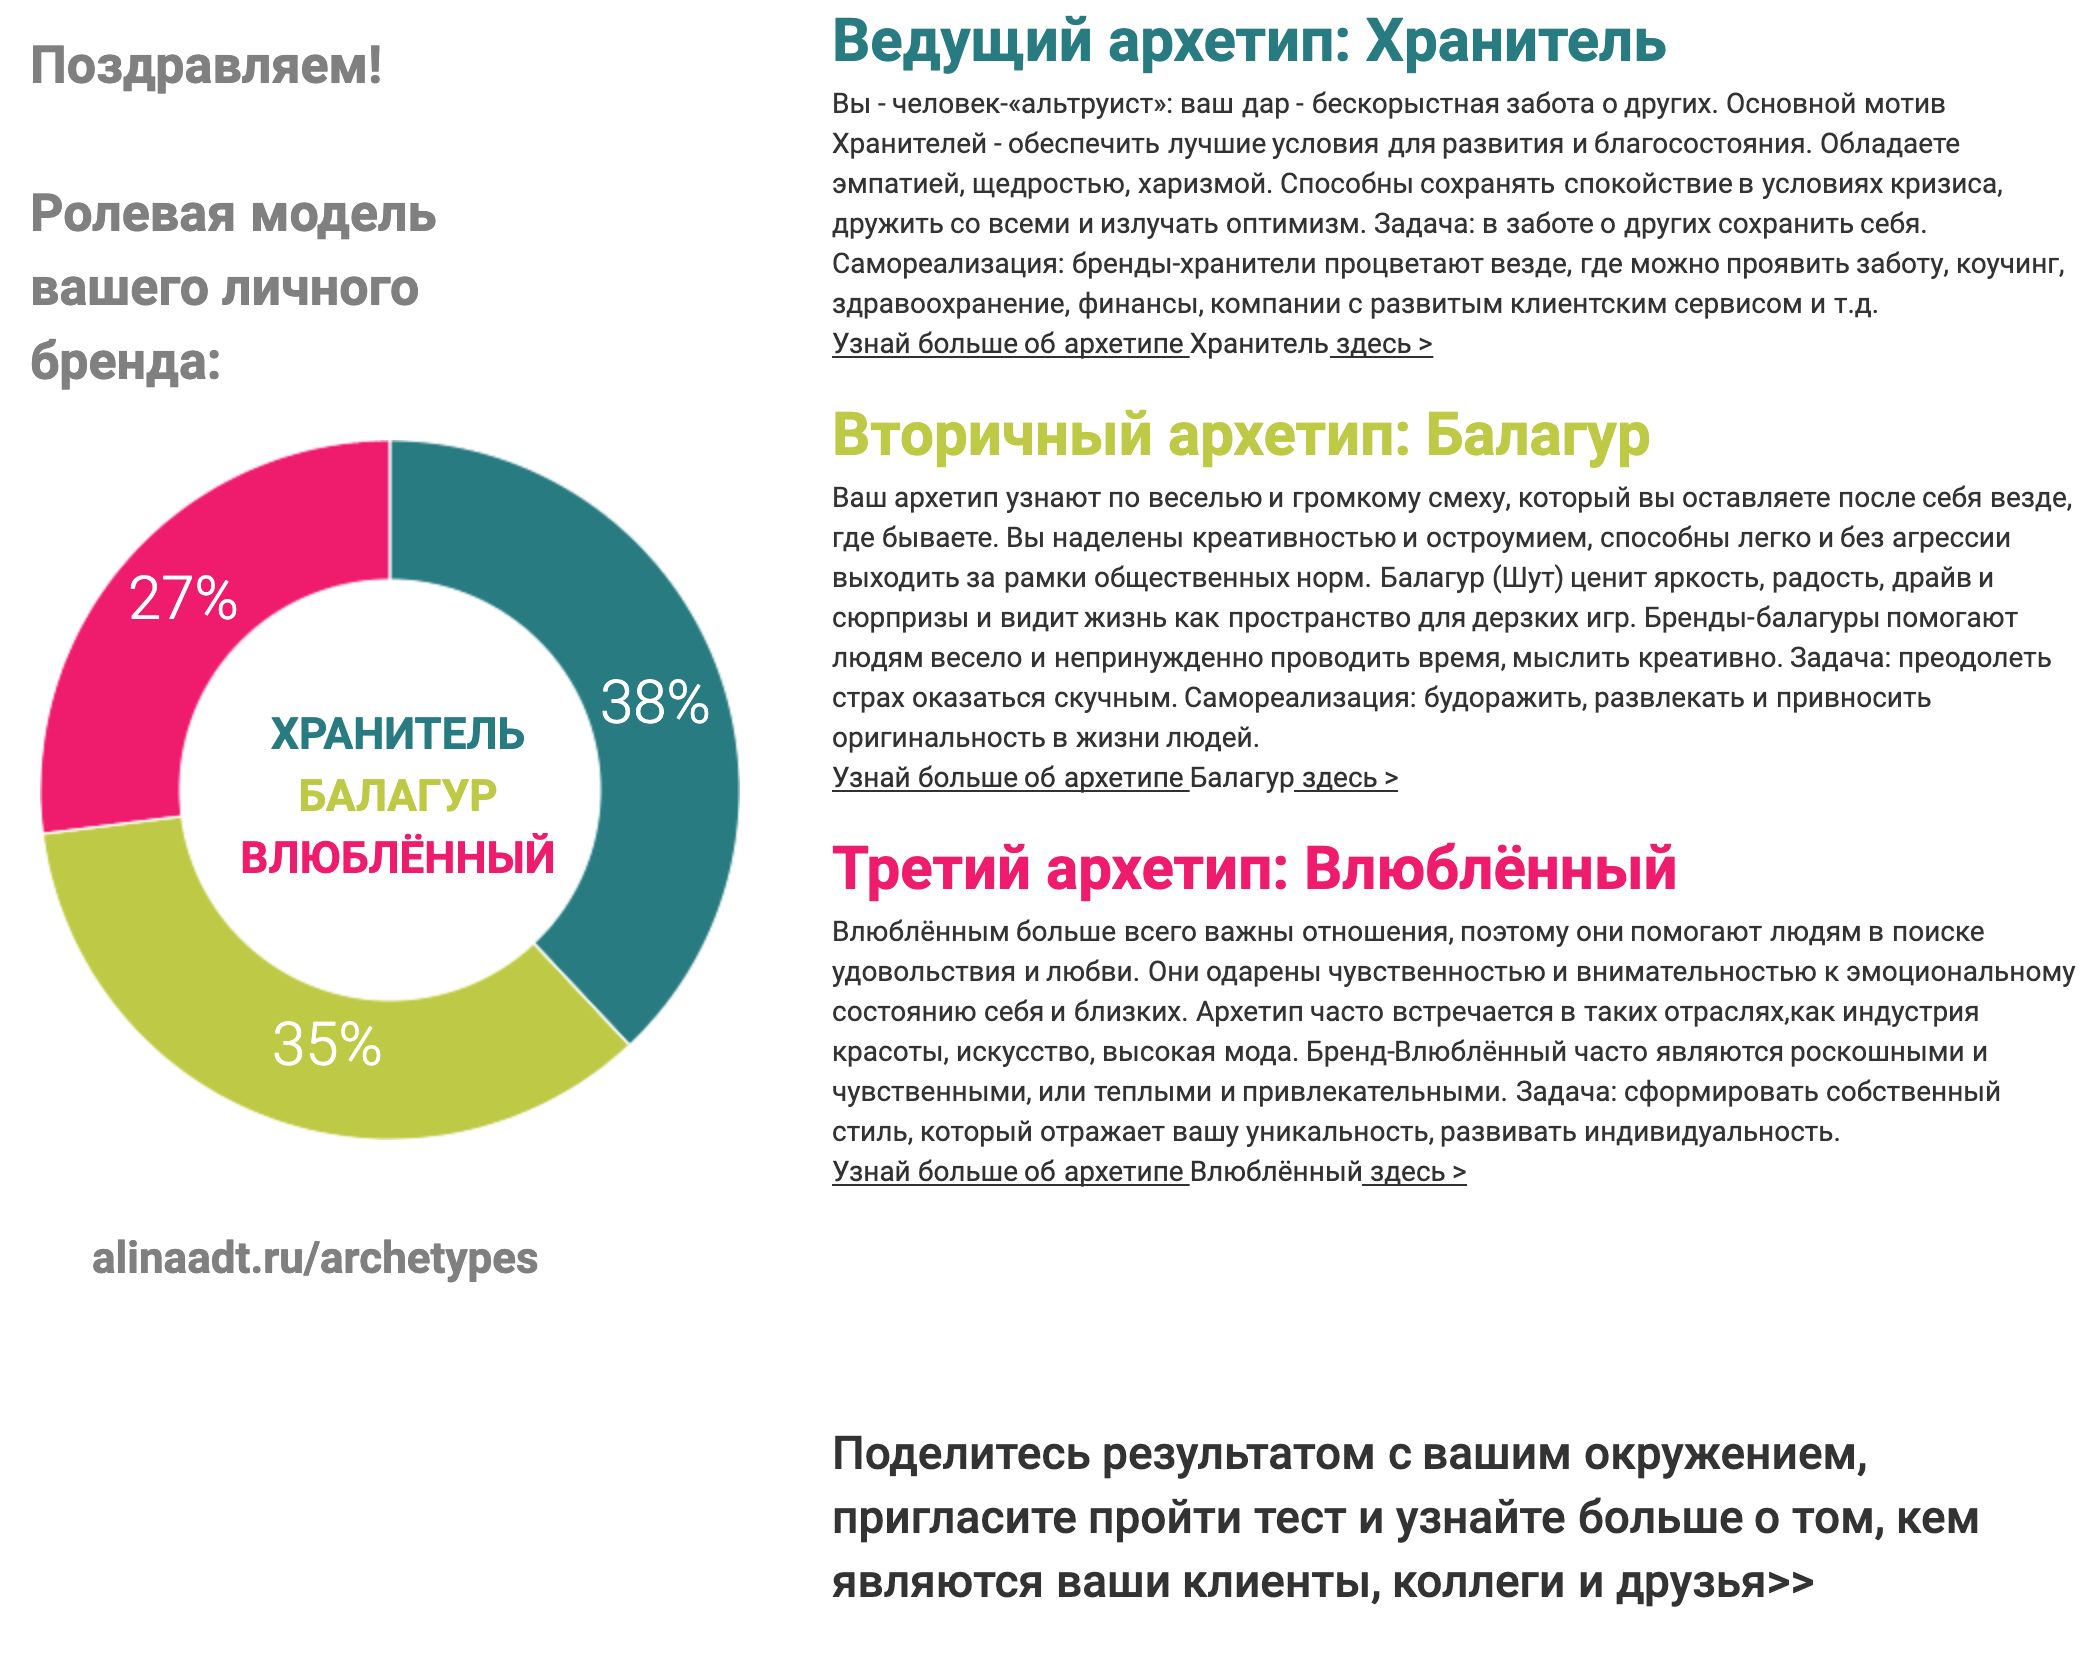 Поздравляем!
Ролевая модель
вашего личного
бренда:
27%
38%
35%
ХРАНИТЕЛЬ
БАЛАГУР
ВЛЮБЛЁННЫЙ
alinaadt.ru/archetypes
Ведущий архетип: Хранитель
Вы - человек-«альтруист»: ваш дар - бескорыстная забота о других. Основной мотив
Хранителей - обеспечить лучшие условия для развития и благосостояния. Обладаете
эмпатией, щедростью, харизмой. Способны сохранять спокойствие в условиях кризиса,
дружить со всеми и излучать оптимизм. Задача: в заботе о других сохранить себя.
Самореализация: бренды-хранители процветают везде, где можно проявить заботу, коучинг,
здравоохранение, финансы, компании с развитым клиентским сервисом и т.д.
Узнай больше об архетипе Хранитель здесь >
Вторичный архетип: Балагур
Ваш архетип узнают по веселью и громкому смеху, который вы оставляете после себя везде,
где бываете. Вы наделены креативностью и остроумием, способны легко и без агрессии
выходить за рамки общественных норм. Балагур (Шут) ценит яркость, радость, драйв и
сюрпризы и видит жизнь как пространство для дерзких игр. Бренды-балагуры помогают
людям весело и непринужденно проводить время, мыслить креативно. Задача: преодолеть
страх оказаться скучным. Самореализация: будоражить, развлекать и привносить
оригинальность в жизни людей.
Узнай больше об архетипе Балагур здесь >
Третий архетип: Влюблённый
Влюблённым больше всего важны отношения, поэтому они помогают людям в поиске
удовольствия и любви. Они одарены чувственностью и внимательностью к эмоциональному
состоянию себя и близких. Архетип часто встречается в таких отраслях,как индустрия
красоты, искусство, высокая мода. Бренд-Влюблённый часто являются роскошными и
чувственными, или теплыми и привлекательными. Задача: сформировать собственный
стиль, который отражает вашу уникальность, развивать индивидуальность.
Узнай больше об архетипе Влюблённый здесь >
Поделитесь результатом с вашим окружением,
пригласите пройти тест и узнайте больше о том, кем
являются ваши клиенты, коллеги и друзья>>